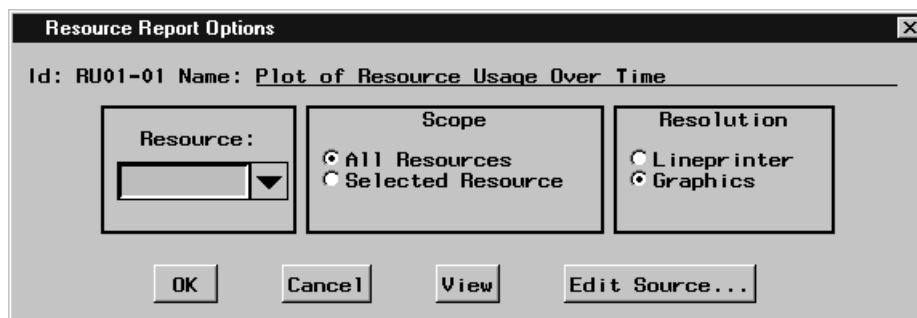 Resource Report Options
Id: RU01-01 Name: Plot of Resource Usage Over Time
Resource:
Scope
All Resources
Selected Resource
Resolution
Lineprinter
Graphics
OK Cancel View Edit Source...